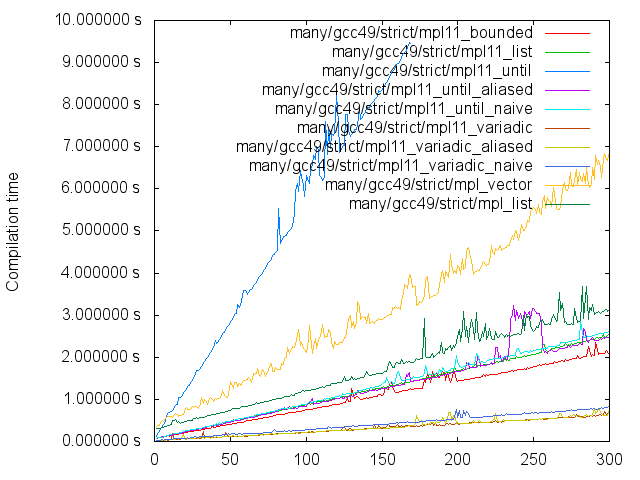 10.000000 s
9.000000 s
8.000000 s
7.000000 s
6.000000 s
5.000000 s
4.000000 s
3.000000 s
2.000000 s
1.000000 s
0.000000 s
Compilation time
many/gcc49/strict/mpl11_bounded
many/gcc49/strict/mpl11_list
many/gcc49/strict/mpl11_until
many/gcc49/strict/mpl11_until_aliased
many/gcc49/strict/mpl11_until_naive
many/gcc49/strict/mpl11_variadic
many/gcc49/strict/mpl11_variadic_aliased
many/gcc49/strict/mpl11_variadic_naive
many/gcc49/strict/mpl_vector
many/gcc49/strict/mpl_list
0 50 100 150 200 250 300